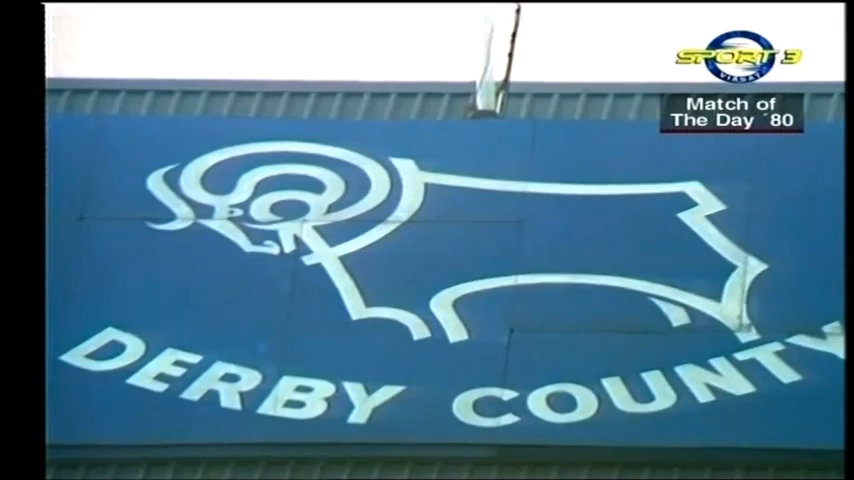 SPORT 3
VIASAT
Match of
The Day ´80
DERBY COUNTY